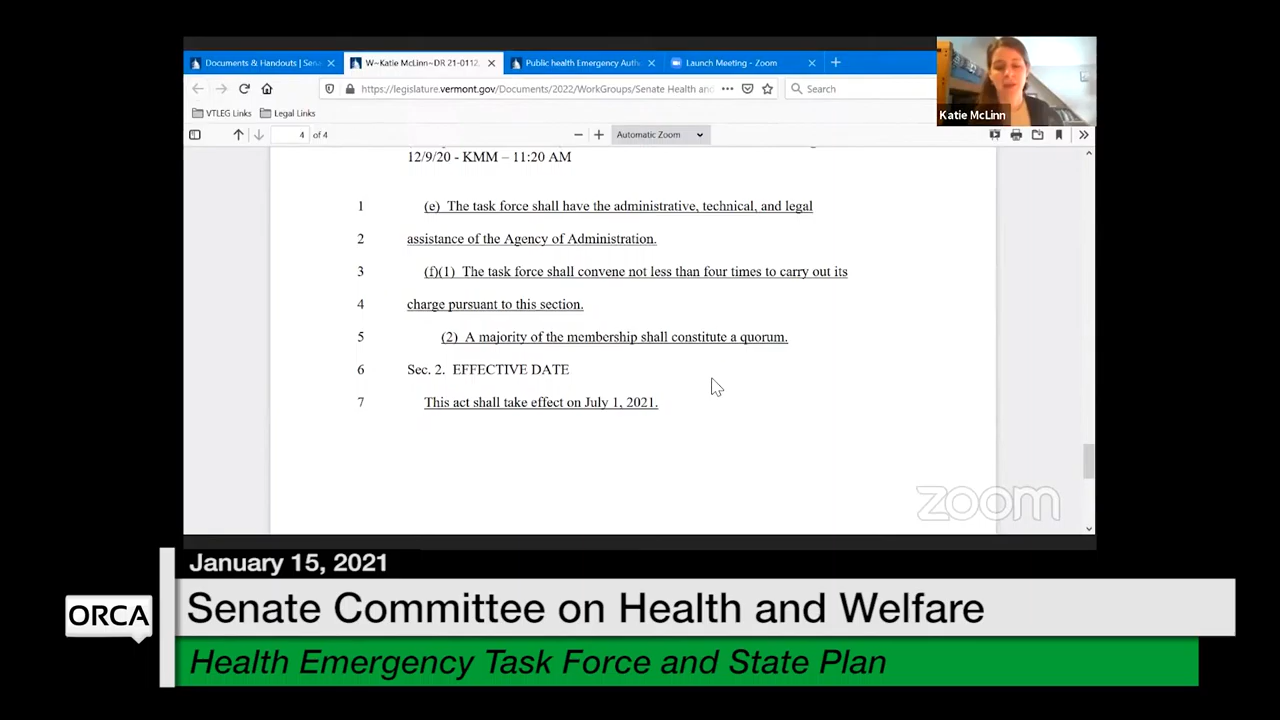 Documents & Handouts | Sena
W~Katie McLinn~DR 21-0112.
Public health Emergency Auth
Launch Meeting - Zoom
https://legislature.vermont.gov/Documents/2022/WorkGroups/Senate Health and
Search
VTLEG Links
Legal Links
Katie McLinn
4 of 4
Automatic Zoom
12/9/20 - KMM – 11:20 AM
1 (e) The task force shall have the administrative, technical, and legal
2 assistance of the Agency of Administration.
3 (f)(1) The task force shall convene not less than four times to carry out its
4 charge pursuant to this section.
5 (2) A majority of the membership shall constitute a quorum.
6 Sec. 2. EFFECTIVE DATE
7 This act shall take effect on July 1, 2021.
zoom
January 15, 2021
ORCA
Senate Committee on Health and Welfare
Health Emergency Task Force and State Plan